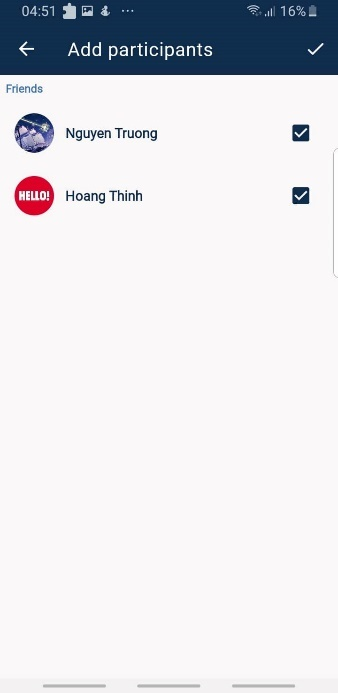 04:51
16%
Add participants
Friends
Nguyen Truong
HELLO!
Hoang Thinh